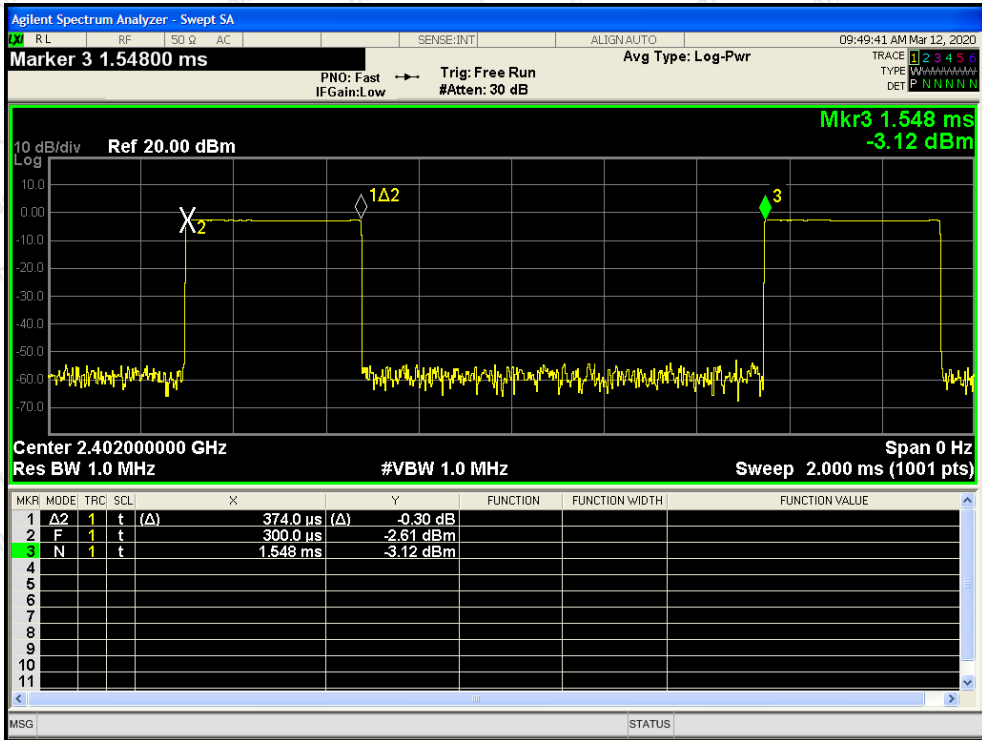 Agilent Spectrum Analyzer - Swept SA
LXI RL RF 50 Ω AC SENSE:INT ALIGN AUTO 09:49:41 AM Mar 12, 2020
Marker 3 1.54800 ms
PNO: Fast Trig: Free Run
IFGain:Low #Atten: 30 dB
Avg Type: Log-Pwr
TRACE 1 2 3 4 5 6
TYPE WWWWWW
DET P N N N N N
Mkr3 1.548 ms
-3.12 dBm
10 dB/div Ref 20.00 dBm
Log
10.0
0.00
-10.0
-20.0
-30.0
-40.0
-50.0
-60.0
-70.0
2
1Δ2
3
Center 2.402000000 GHz Span 0 Hz
Res BW 1.0 MHz #VBW 1.0 MHz Sweep 2.000 ms (1001 pts)
MKR MODE TRC SCL X Y FUNCTION FUNCTION WIDTH FUNCTION VALUE
1 Δ2 1 t (Δ) 374.0 µs (Δ) -0.30 dB
2 F 1 t 300.0 µs -2.61 dBm
3 N 1 t 1.548 ms -3.12 dBm
4
5
6
7
8
9
10
11
MSG STATUS